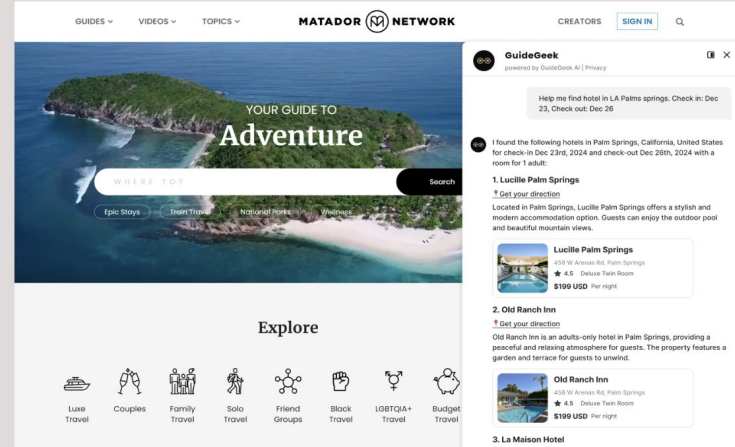 GUIDES VIDEOS TOPICS MATADOR NETWORK CREATORS SIGN IN
YOUR GUIDE TO
Adventure
WHERE TO? Search
Epic Stays Train Travel National Parks Wellness
Explore
Luxe Travel
Couples
Family Travel
Solo Travel
Friend Groups
Black Travel
LGBTQIA+ Travel
Budget Travel
GuideGeek
powered by GuideGeek AI | Privacy
Help me find hotel in LA Palms springs. Check in: Dec
23, Check out: Dec 26
I found the following hotels in Palm Springs, California, United States
for check-in Dec 23rd, 2024 and check-out Dec 26th, 2024 with a
room for 1 adult:
1. Lucille Palm Springs
Get your direction
Located in Palm Springs, Lucille Palm Springs offers a stylish and
modern accommodation option. Guests can enjoy the outdoor pool
and beautiful mountain views.
Lucille Palm Springs
458 W Arenas Rd, Palm Springs
4.5 Deluxe Twin Room
$199 USD Per night
2. Old Ranch Inn
Get your direction
Old Ranch Inn is an adults-only hotel in Palm Springs, providing a
peaceful and relaxing atmosphere for guests. The property features a
garden and terrace for guests to unwind.
Old Ranch Inn
458 W Arenas Rd, Palm Springs
4.5 Deluxe Twin Room
$199 USD Per night
3. La Maison Hotel